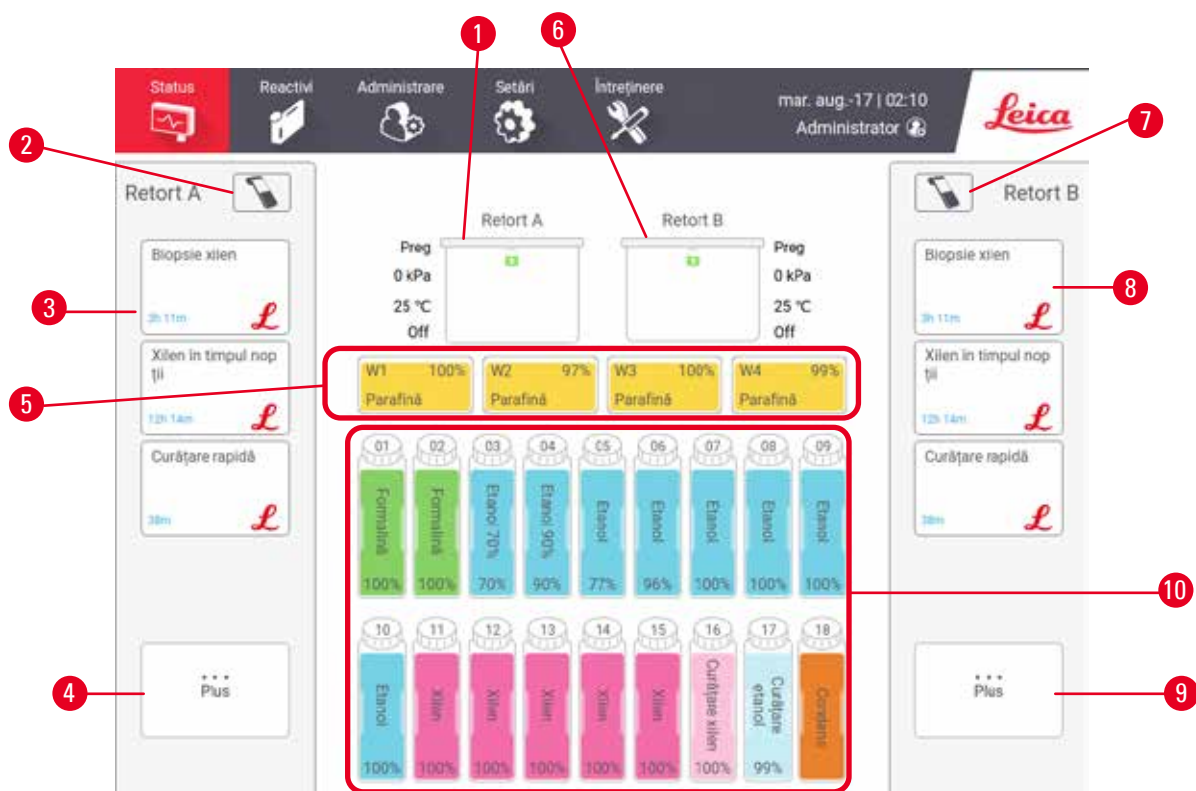 1
6
Status
Reactivi
Administrare
Setări
Întreținere
mar. aug.-17 | 02:10
Administrator
Leica
2
7
Retort A
Retort B
Retort A
Retort B
Preg
0 kPa
25 °C
Off
Preg
0 kPa
25 °C
Off
3
Biopsie xilen
3h 11m
Xilen in timpul nop
ții
12h 14m
Curățare rapidă
38m
8
Biopsie xilen
3h 11m
Xilen in timpul nop
ții
12h 14m
Curățare rapidă
38m
5
W1 100%
Parafină
W2 97%
Parafină
W3 100%
Parafină
W4 99%
Parafină
01 02 03 04 05 06 07 08 09
Formalină
Formalină
Etanol 70%
Etanol 90%
Etanol
Etanol
Etanol
Etanol
Etanol
100% 100% 70% 90% 77% 96% 100% 100% 100%
10
10 11 12 13 14 15 16 17 18
Etanol
Xilen
Xilen
Xilen
Xilen
Xilen
Curățare xilen
Curățare
etanol
Condens
100% 100% 100% 100% 100% 100% 100% 99%
4
...
Plus
...
Plus
9